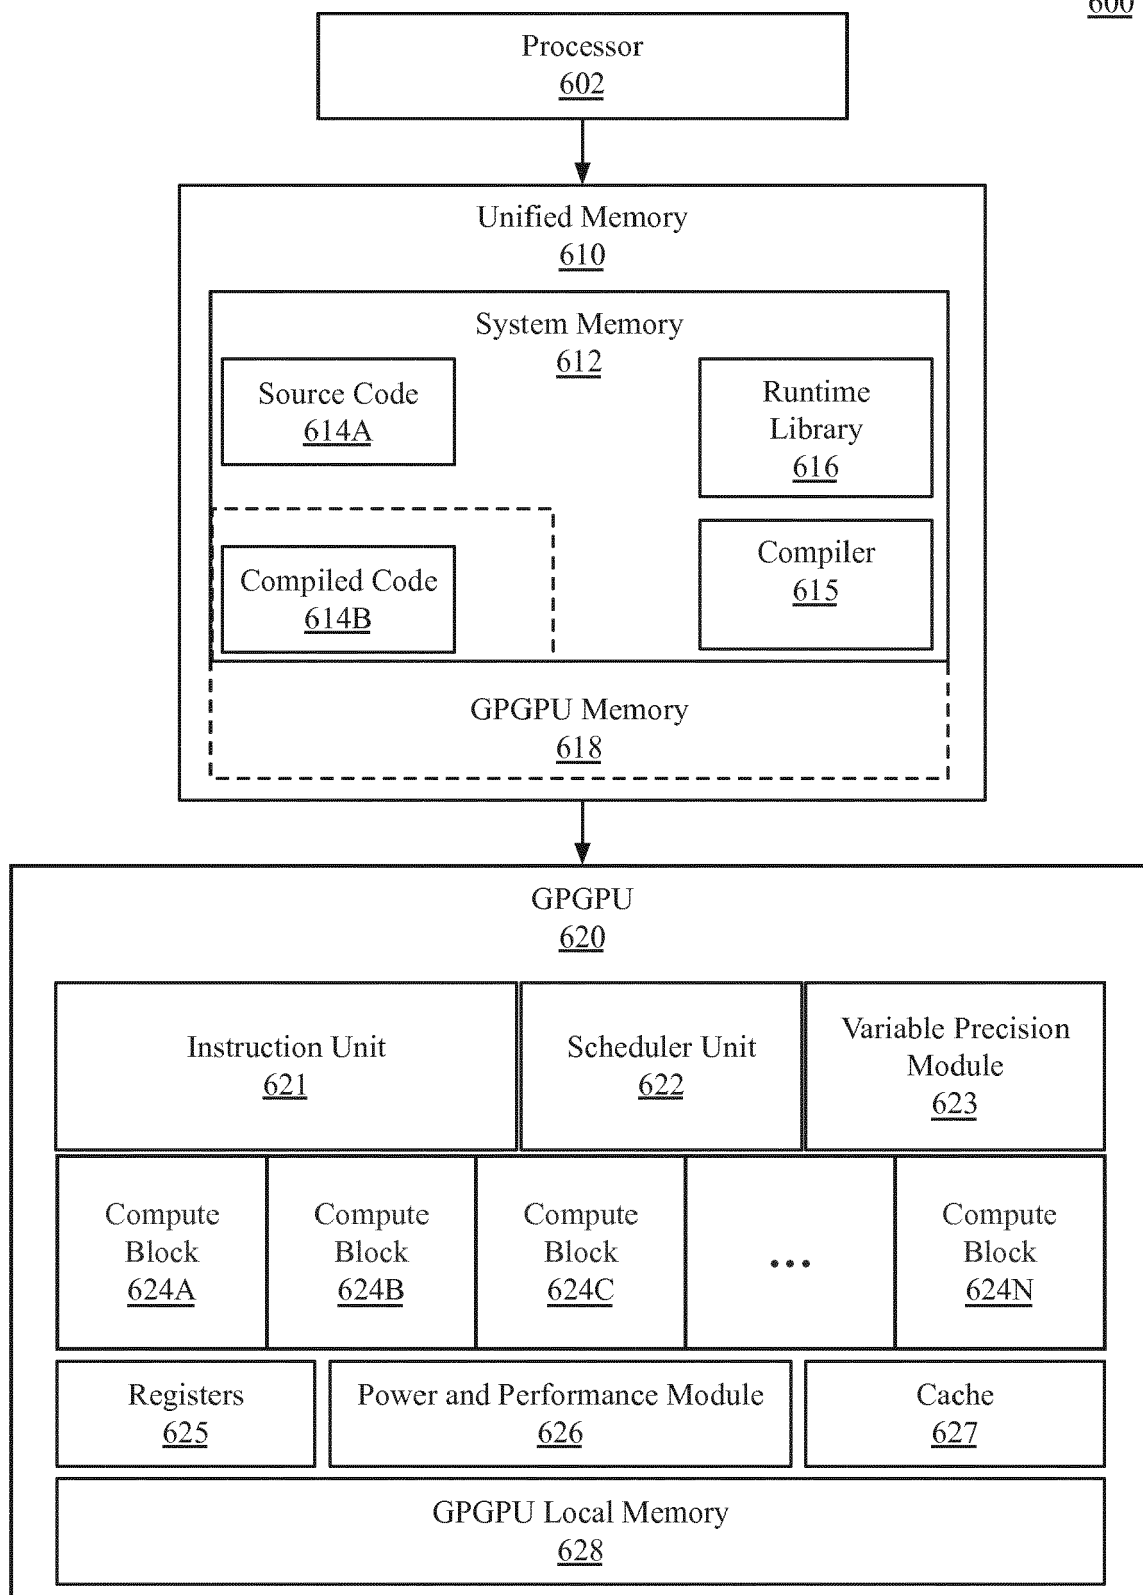 600
Processor
602
Unified Memory
610
System Memory
612
Source Code
614A
Runtime
Library
616
Compiled Code
614B
Compiler
615
GPGPU Memory
618
GPGPU
620
Instruction Unit
621
Scheduler Unit
622
Variable Precision
Module
623
Compute
Block
624A
Compute
Block
624B
Compute
Block
624C
...
Compute
Block
624N
Registers
625
Power and Performance Module
626
Cache
627
GPGPU Local Memory
628